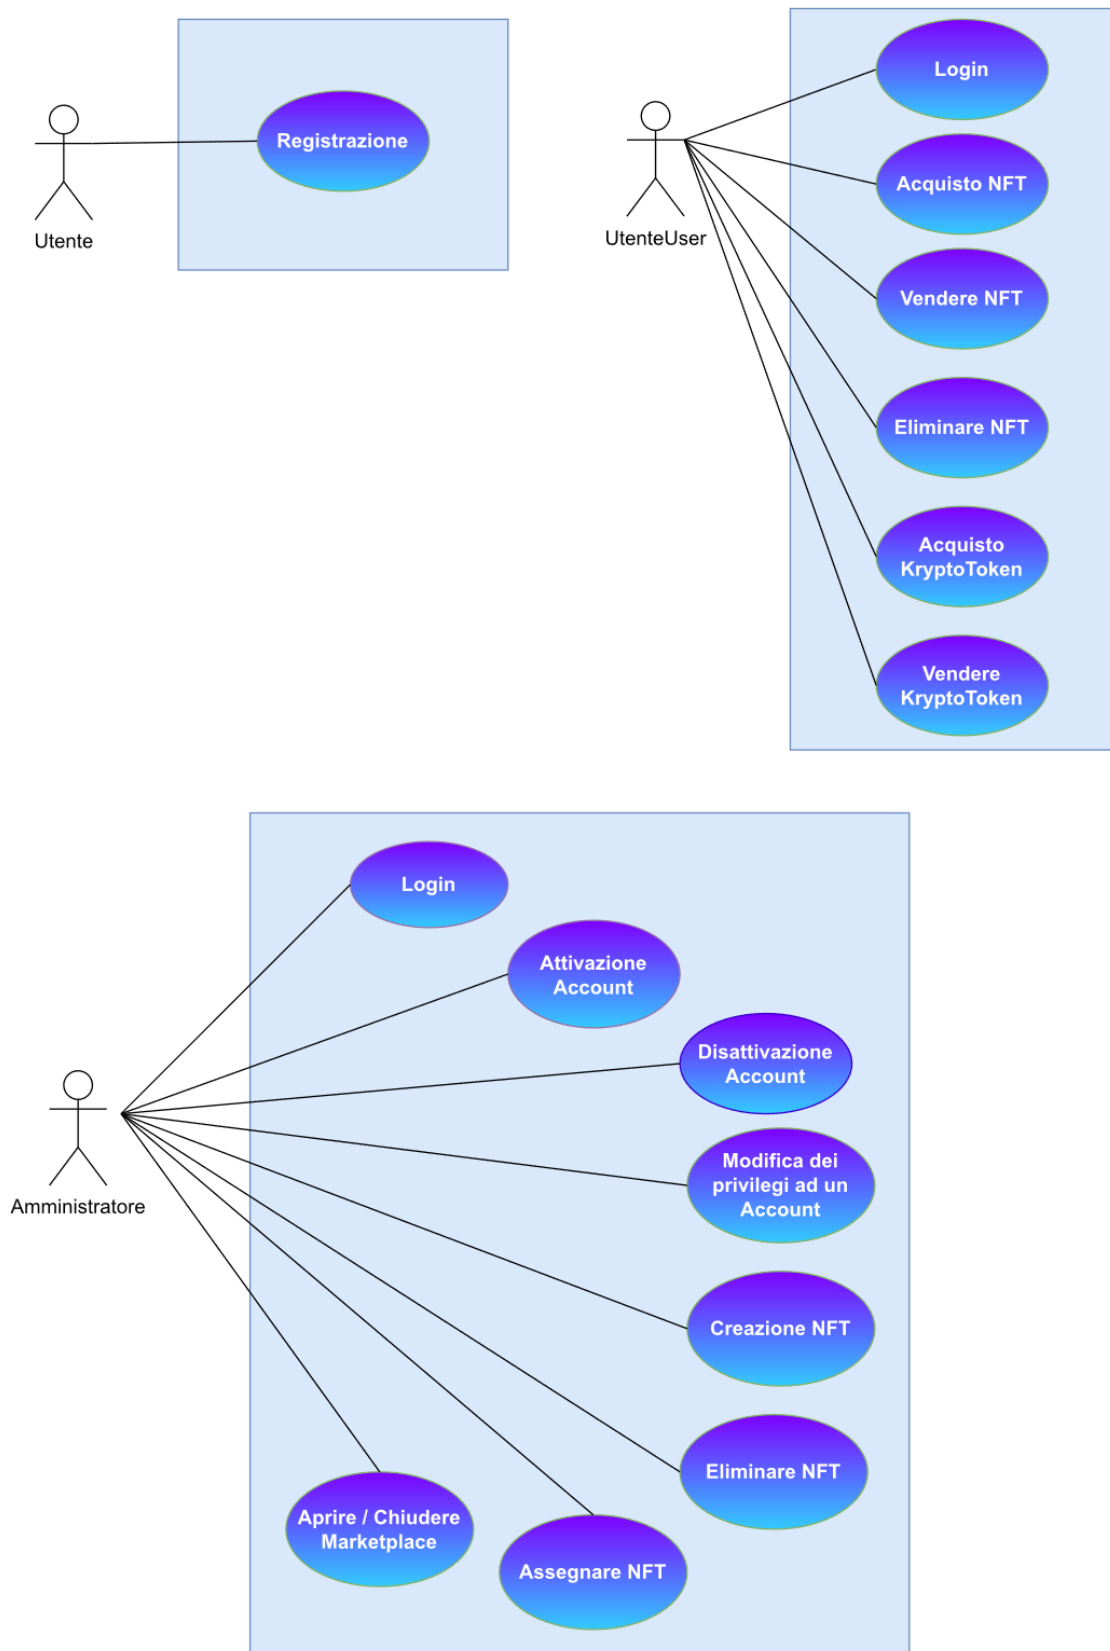 Registrazione
Utente
Login
Acquisto NFT
Vendere NFT
Eliminare NFT
Acquisto
KryptoToken
Vendere
KryptoToken
UtenteUser
Login
Attivazione
Account
Disattivazione
Account
Modifica dei
privilegi ad un
Account
Creazione NFT
Eliminare NFT
Aprire / Chiudere
Marketplace
Assegnare NFT
Amministratore